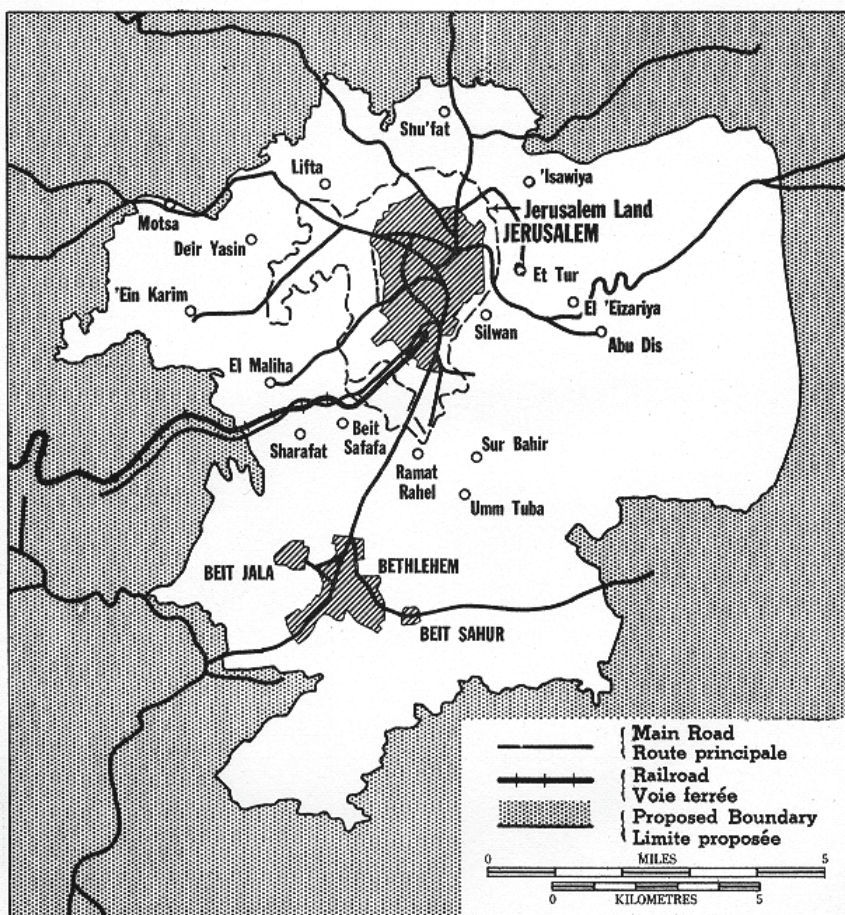 Shu'fat
Lifta
'Isawiya
Motsa
Jerusalem Land
JERUSALEM
Deir Yasin
Et Tur
'Ein Karim
El 'Eizariya
Silwan
Abu Dis
El Maliha
Beit
Safafa
Sharafat
Sur Bahir
Ramat
Rahel
Umm Tuba
BEIT JALA
BETHLEHEM
BEIT SAHUR
Main Road
Route principale
Railroad
Voie ferrée
Proposed Boundary
Limite proposée
0 MILES 5
0 KILOMETRES 5